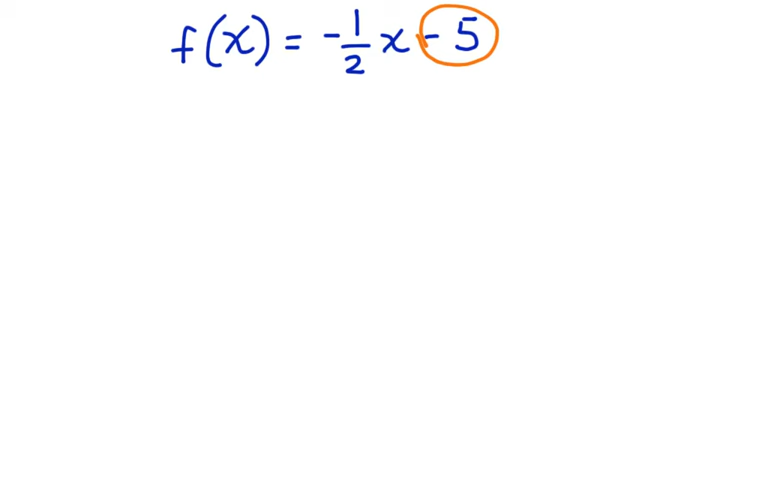 f(x) = -1/2 x - 5